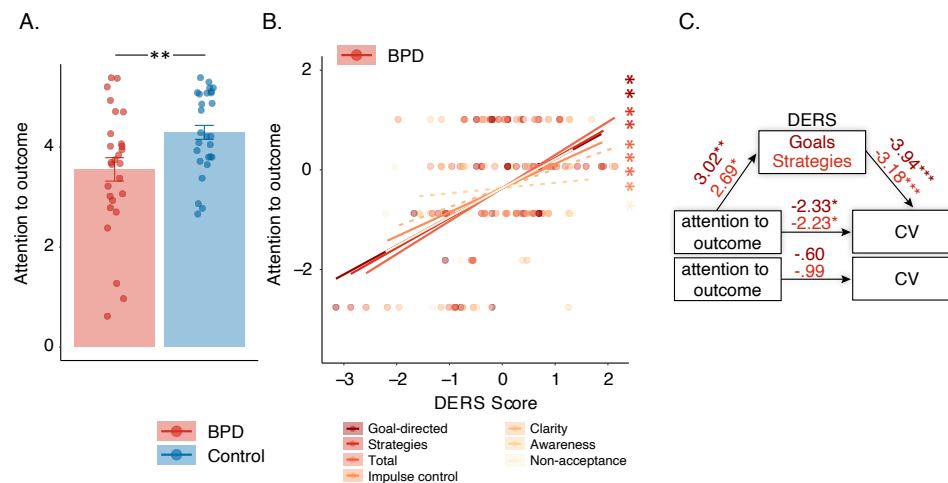 A.
**
Attention to outcome
4
2
0
BPD
Control
B.
BPD
Attention to outcome
2
0
−2
* * * * * * * *
−3 −2 −1 0 1 2
DERS Score
Goal-directed
Strategies
Total
Impulse control
Clarity
Awareness
Non-acceptance
C.
DERS
Goals
Strategies
3.02**
2.69*
-3.94***
-3.18***
attention to
outcome
-2.33*
-2.23*
CV
attention to
outcome
-.60
-.99
CV